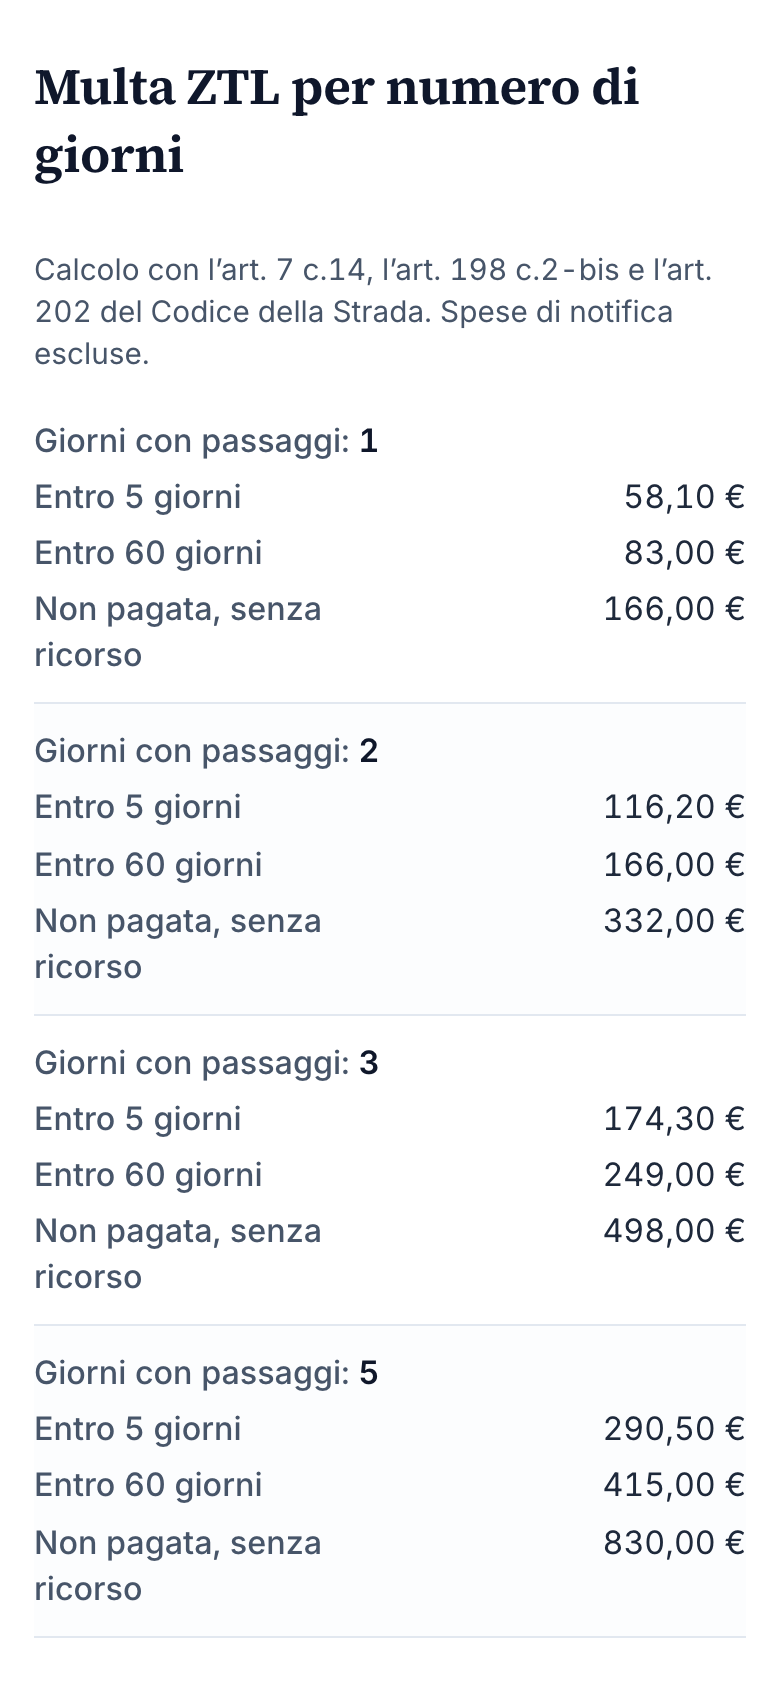 Multa ZTL per numero di
giorni
Calcolo con l’art. 7 c.14, l’art. 198 c.2-bis e l’art.
202 del Codice della Strada. Spese di notifica
escluse.
Giorni con passaggi: 1
Entro 5 giorni 58,10 €
Entro 60 giorni 83,00 €
Non pagata, senza 166,00 €
ricorso
Giorni con passaggi: 2
Entro 5 giorni 116,20 €
Entro 60 giorni 166,00 €
Non pagata, senza 332,00 €
ricorso
Giorni con passaggi: 3
Entro 5 giorni 174,30 €
Entro 60 giorni 249,00 €
Non pagata, senza 498,00 €
ricorso
Giorni con passaggi: 5
Entro 5 giorni 290,50 €
Entro 60 giorni 415,00 €
Non pagata, senza 830,00 €
ricorso